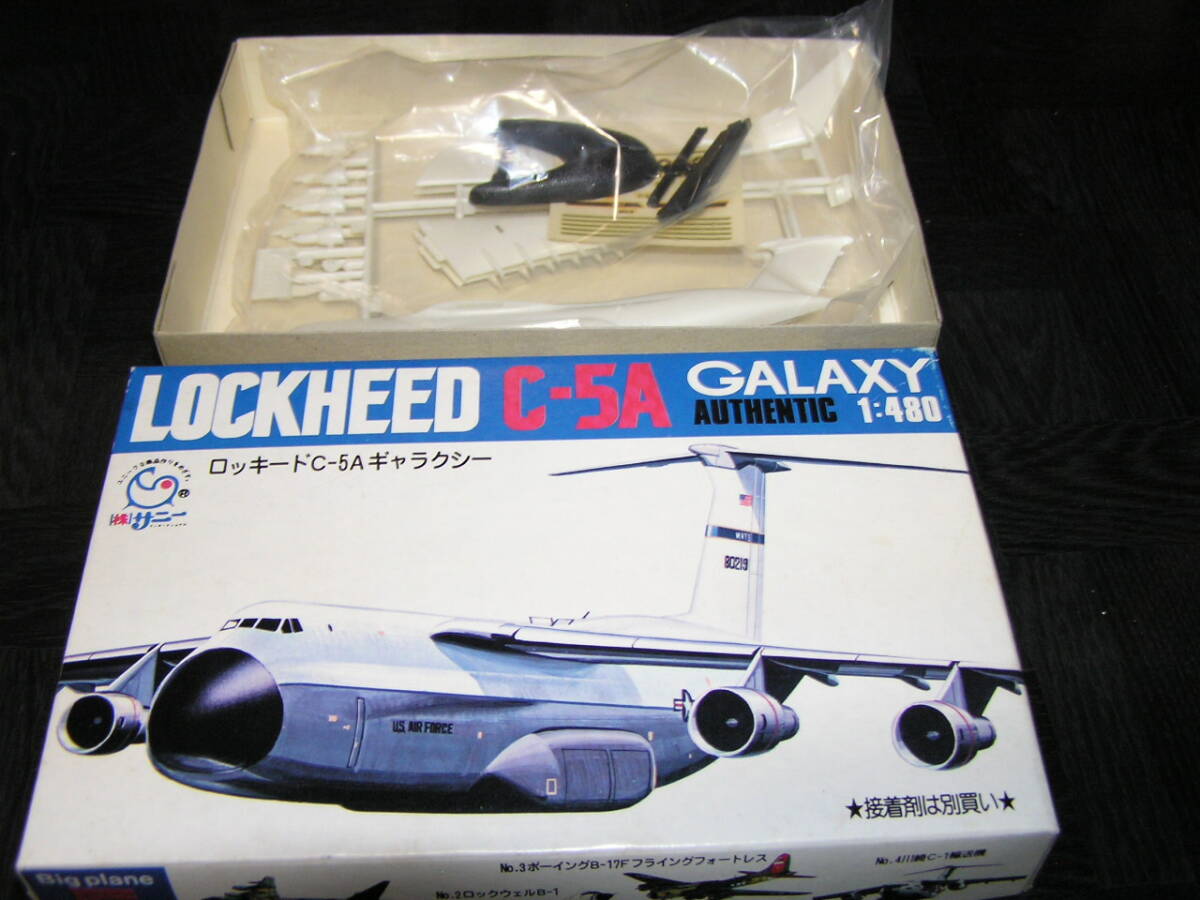 LOCKHEED C-5A GALAXY
AUTHENTIC 1:480
ロッキードC-5Aギャラクシー
(株)サニー
MATS
80219
U.S. AIR FORCE
★接着剤は別買い★
Big plane
No.3ボーイングB-17Fフライングフォートレス
No.4川崎C-1輸送機
No.2ロックウェルB-1